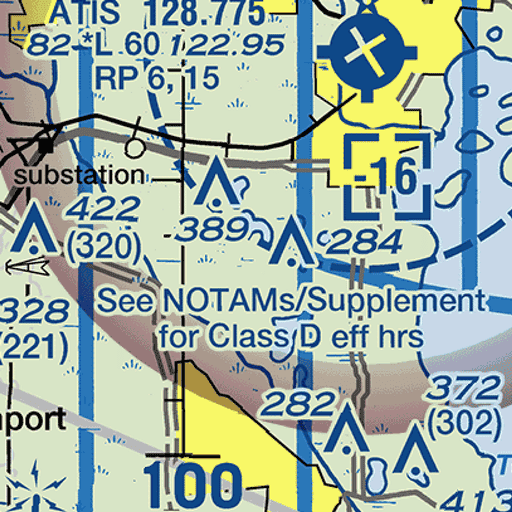 ATIS 128.775
82 *L 60 122.95
RP 6, 15
-16
substation
422
(320)
389
284
328
(221)
See NOTAMs/Supplement
for Class D eff hrs
372
(302)
282
port
100
413